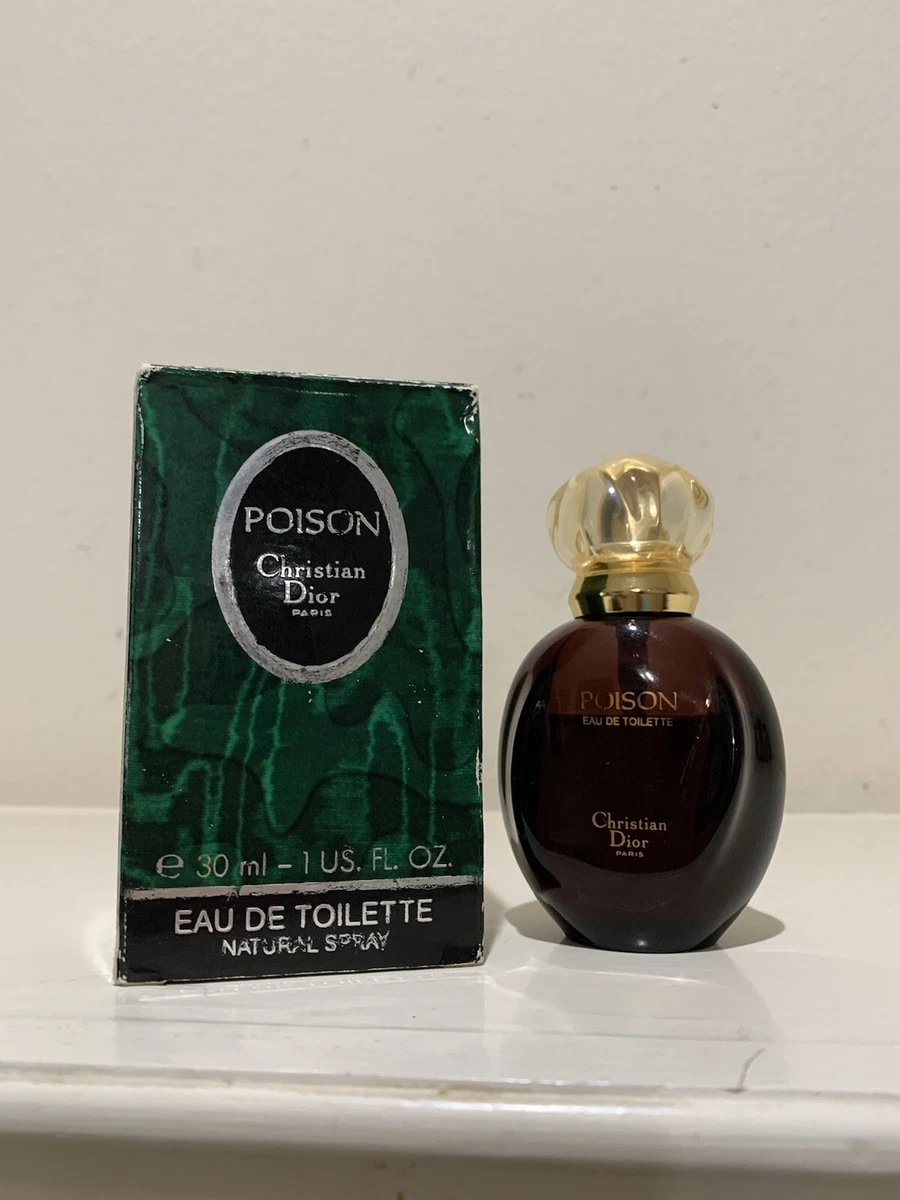 POISON
Christian
Dior
PARIS
℮ 30 ml – 1 US. FL. OZ.
EAU DE TOILETTE
NATURAL SPRAY
POISON
EAU DE TOILETTE
Christian
Dior
PARIS